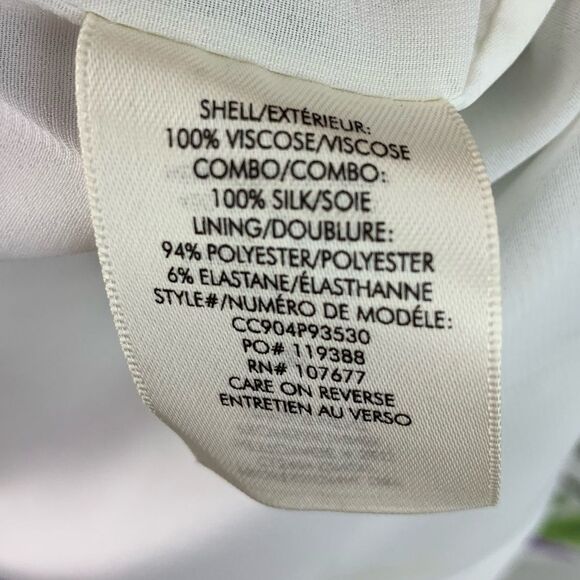 SHELL/EXTÉRIEUR:
100% VISCOSE/VISCOSE
COMBO/COMBO:
100% SILK/SOIE
LINING/DOUBLURE:
94% POLYESTER/POLYESTER
6% ELASTANE/ÉLASTHANNE
STYLE#/NUMÉRO DE MODÉLE:
CC904P93530
PO# 119388
RN# 107677
CARE ON REVERSE
ENTRETIEN AU VERSO